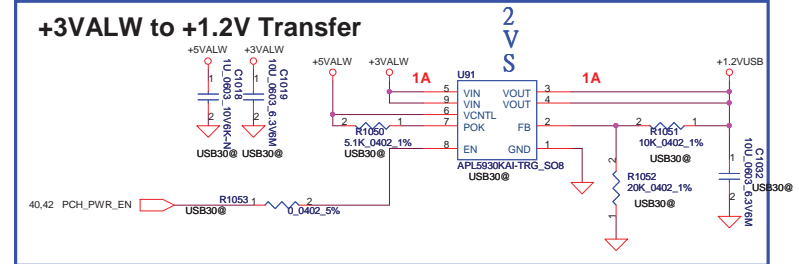 +3VALW to +1.2V Transfer
2
V
S
+5VALW
+3VALW
1
1
C1018
1U_0603_10V6K-N
C1019
10U_0603_6.3V6M
2
2
USB30@
USB30@
+5VALW
+3VALW
1A
U91
1A
+1.2VUSB
5 VIN VOUT 3
9 VIN VOUT 4
6 VCNTL
7 POK FB 2
8 EN GND 1
APL5930KAI-TRG_SO8
USB30@
2 1
R1050
5.1K_0402_1%
USB30@
2 1
R1051
10K_0402_1%
USB30@
2
R1052
20K_0402_1%
USB30@
1
1
C1032
10U_0603_6.3V6M
USB30@
2
40,42 PCH_PWR_EN
R1053 1 2
USB30@
0_0402_5%